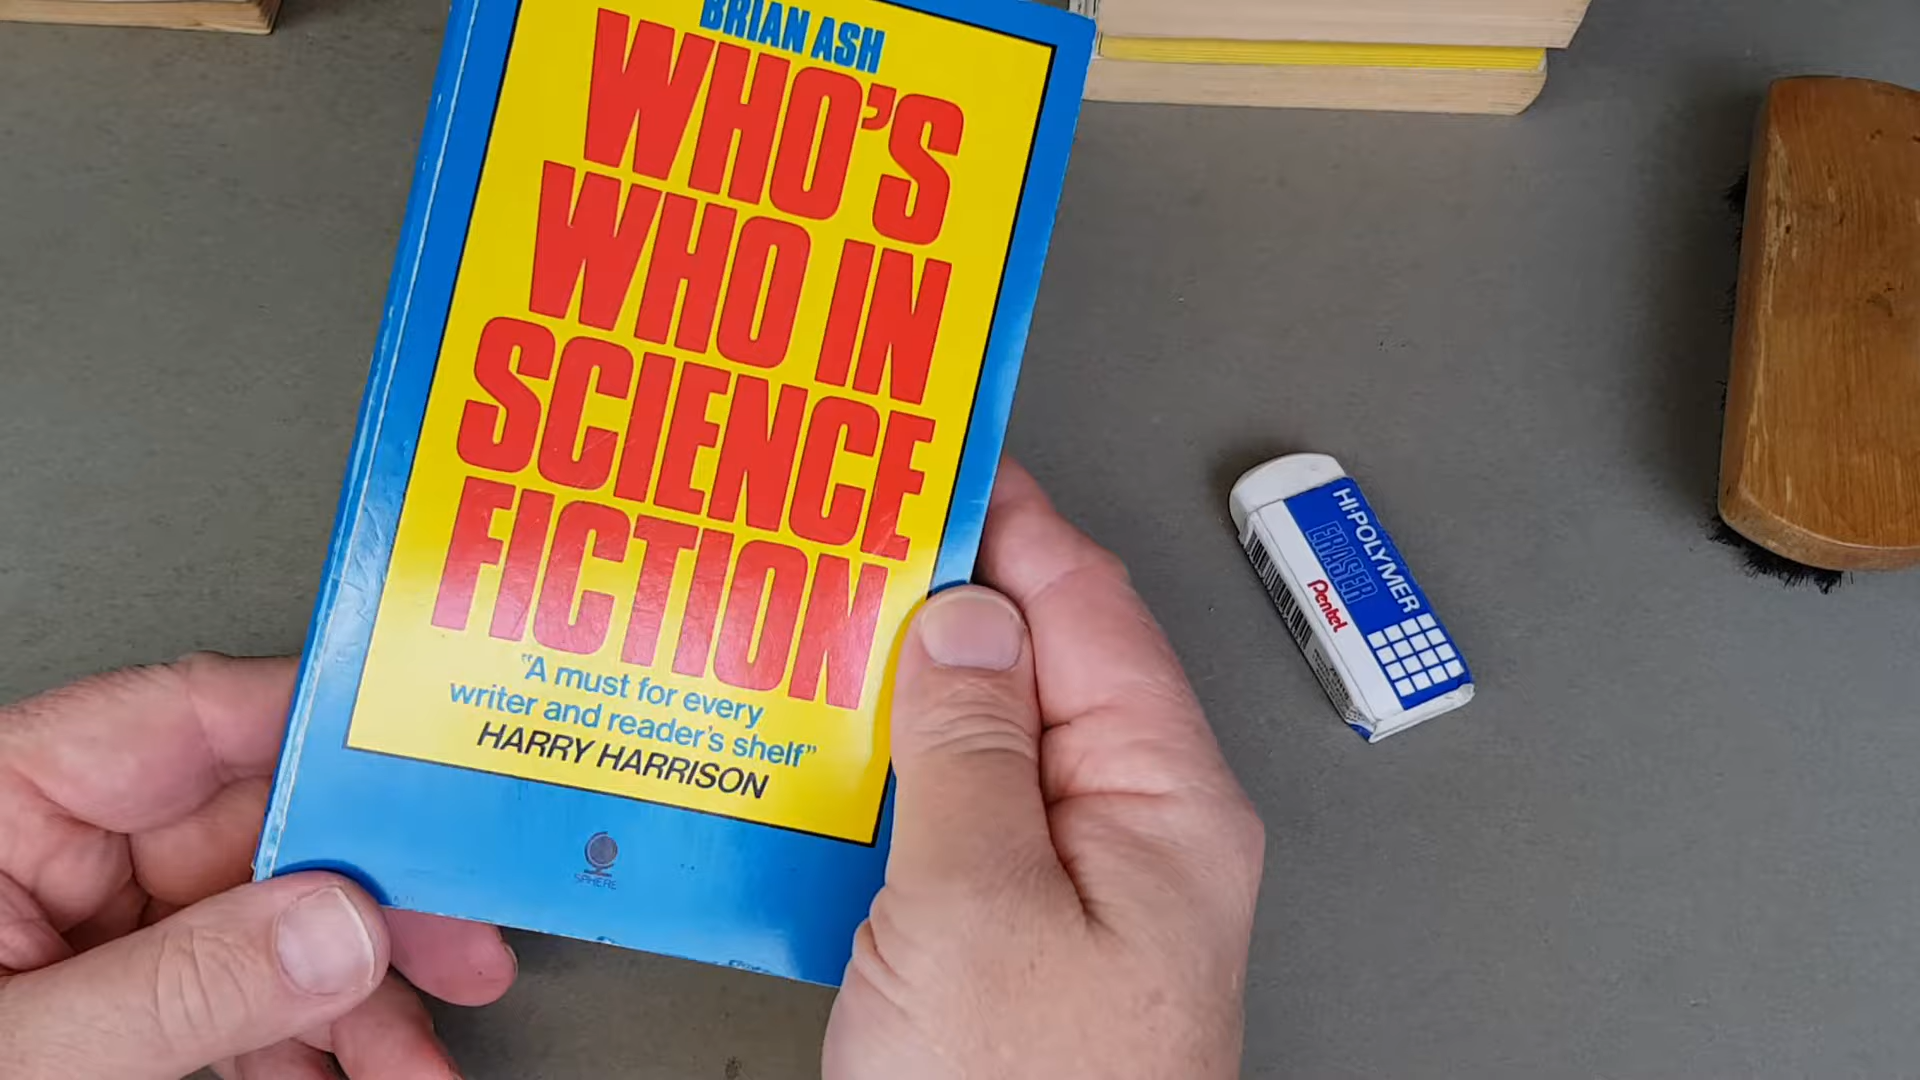 BRIAN ASH
WHO'S
WHO IN
SCIENCE
FICTION
"A must for every
writer and reader's shelf"
HARRY HARRISON
SPHERE
HI-POLYMER
ERASER
Pentel